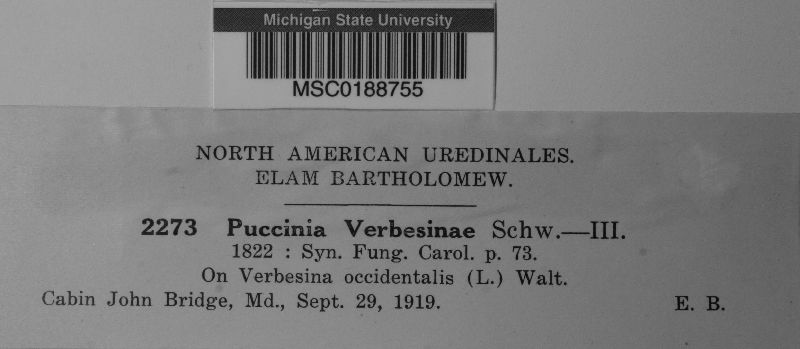 Michigan State University
MSC0188755
NORTH AMERICAN UREDINALES.
ELAM BARTHOLOMEW.
2273 Puccinia Verbesinae Schw.—III.
1822 : Syn. Fung. Carol. p. 73.
On Verbesina occidentalis (L.) Walt.
Cabin John Bridge, Md., Sept. 29, 1919. E. B.